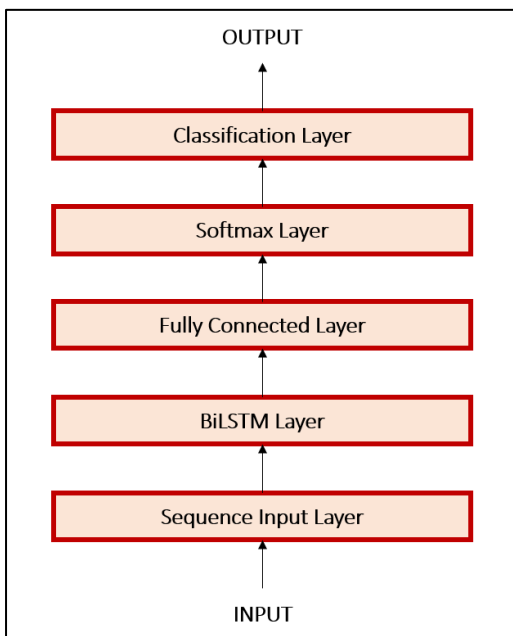 OUTPUT
Classification Layer
Softmax Layer
Fully Connected Layer
BiLSTM Layer
Sequence Input Layer
INPUT